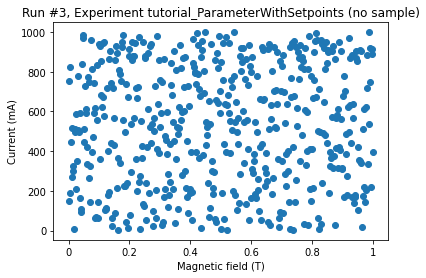 Run #3, Experiment tutorial_ParameterWithSetpoints (no sample)
Current (mA)
1000
800
600
400
200
0
0 0.2 0.4 0.6 0.8 1
Magnetic field (T)